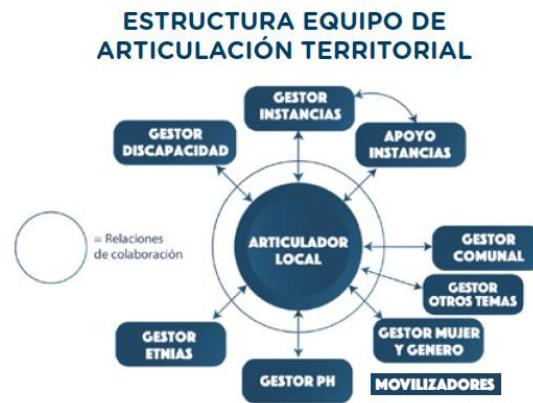 ESTRUCTURA EQUIPO DE
ARTICULACIÓN TERRITORIAL
GESTOR
INSTANCIAS
GESTOR
DISCAPACIDAD
APOYO
INSTANCIAS
= Relaciones
de colaboración
ARTICULADOR
LOCAL
GESTOR
COMUNAL
GESTOR
OTROS TEMAS
GESTOR
ETNIAS
GESTOR MUJER
Y GENERO
GESTOR PH
MOVILIZADORES